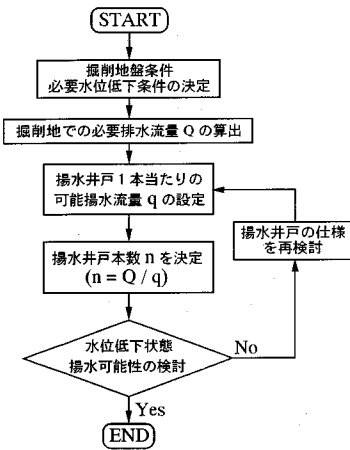 START
掘削地盤条件
必要水位低下条件の決定
掘削地での必要排水流量 Q の算出
揚水井戸１本当たりの
可能揚水流量 q の設定
揚水井戸の仕様
を再検討
揚水井戸本数 n を決定
(n = Q / q)
水位低下状態
揚水可能性の検討
No
Yes
END